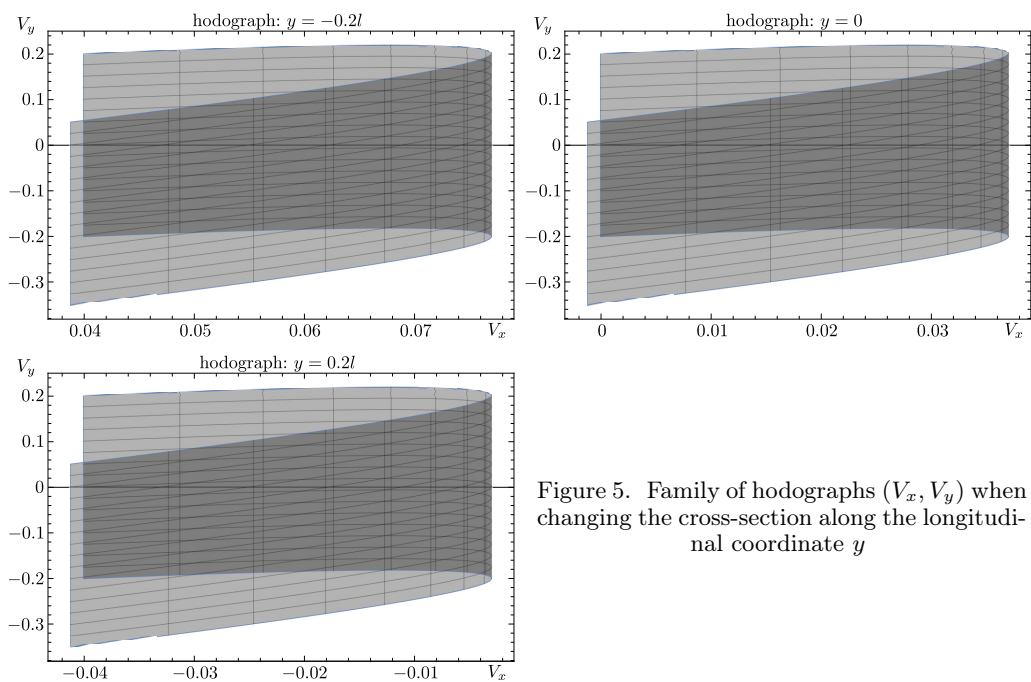 hodograph: y = −0.2l
V_y
0.2
0.1
0
−0.1
−0.2
−0.3
0.04 0.05 0.06 0.07 V_x
hodograph: y = 0
V_y
0.2
0.1
0
−0.1
−0.2
−0.3
0 0.01 0.02 0.03 V_x
hodograph: y = 0.2l
V_y
0.2
0.1
0
−0.1
−0.2
−0.3
−0.04 −0.03 −0.02 −0.01 V_x
Figure 5. Family of hodographs (V_x, V_y) when
changing the cross-section along the longitudi-
nal coordinate y